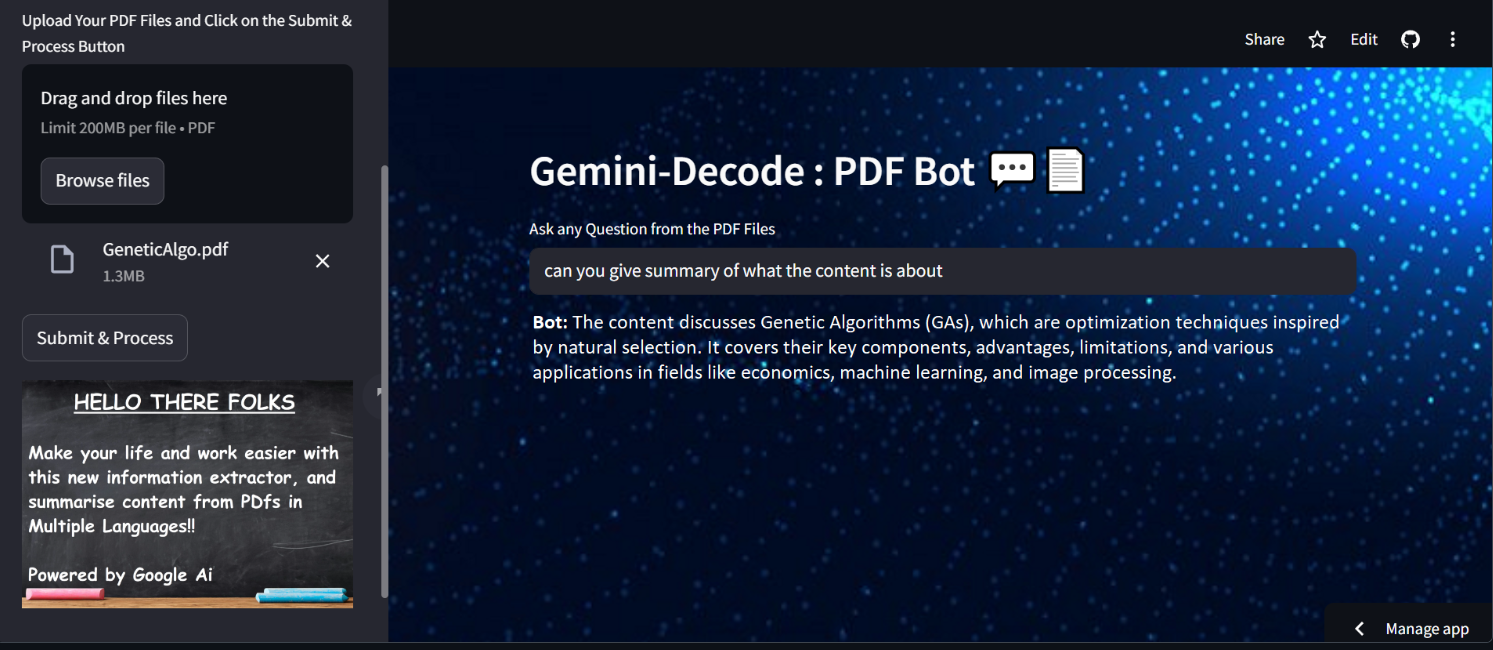 Upload Your PDF Files and Click on the Submit &
Process Button
Drag and drop files here
Limit 200MB per file • PDF
Browse files
GeneticAlgo.pdf
1.3MB
Submit & Process
HELLO THERE FOLKS
Make your life and work easier with
this new information extractor, and
summarise content from PDfs in
Multiple Languages!!
Powered by Google Ai
Share
Edit
Gemini-Decode : PDF Bot
Ask any Question from the PDF Files
can you give summary of what the content is about
Bot: The content discusses Genetic Algorithms (GAs), which are optimization techniques inspired
by natural selection. It covers their key components, advantages, limitations, and various
applications in fields like economics, machine learning, and image processing.
Manage app